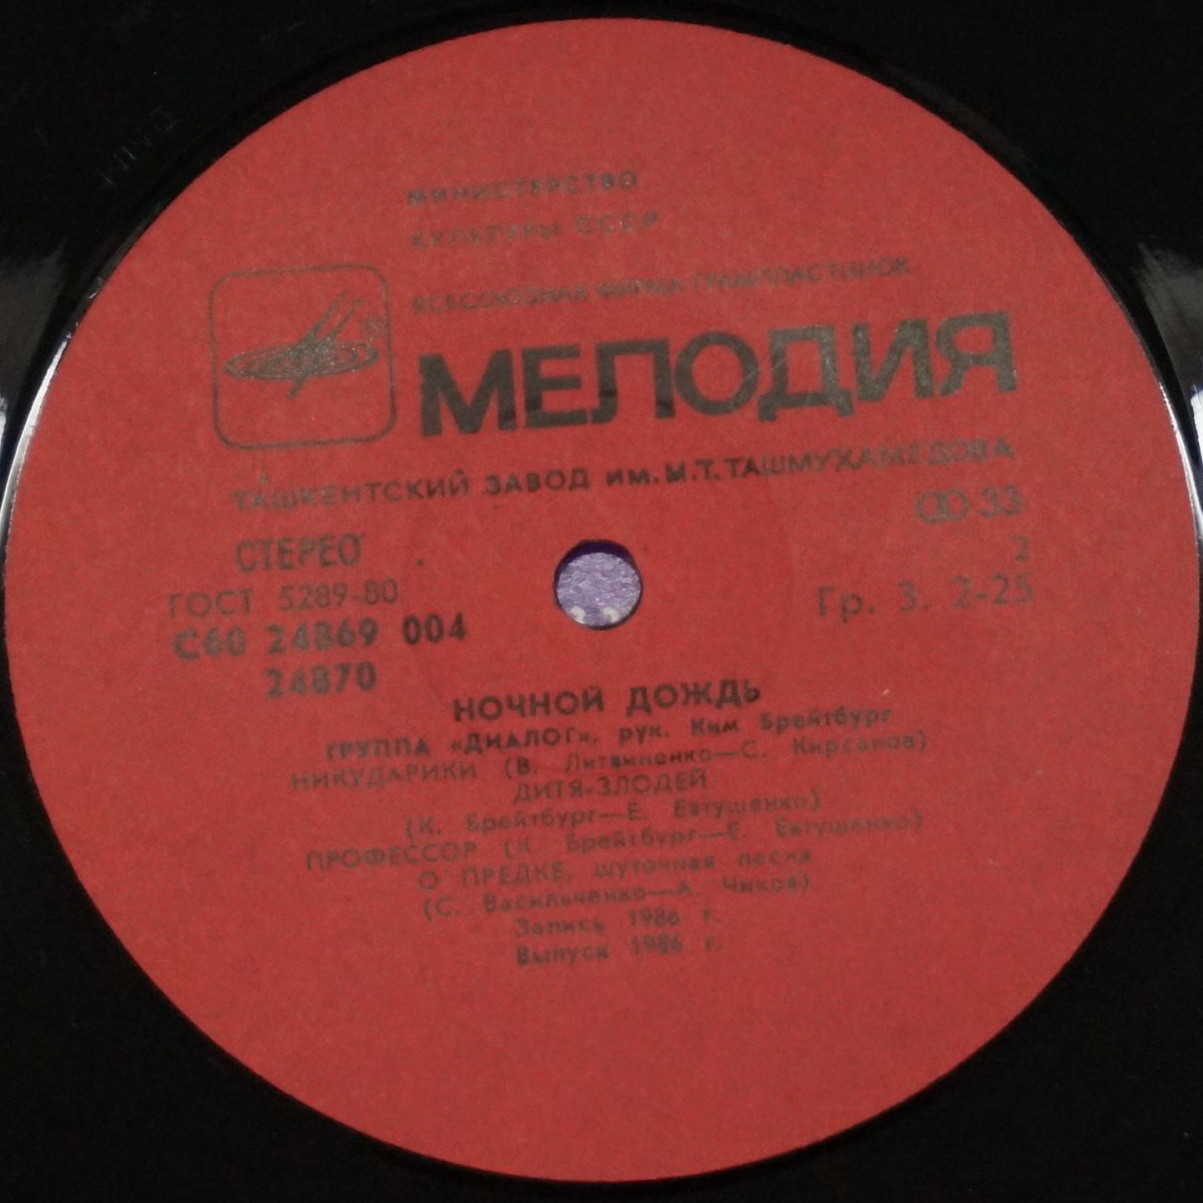 МИНИСТЕРСТВО
КУЛЬТУРЫ СССР
ВСЕСОЮЗНАЯ ФИРМА ГРАМПЛАСТИНОК
МЕЛОДИЯ
ТАШКЕНТСКИЙ ЗАВОД ИМ. М.Т. ТАШМУХАМЕДОВА
СТЕРЕО
33
2
ГОСТ 5289-80
Гр. 3. 2-25
С60 24869 004
24870
НОЧНОЙ ДОЖДЬ
ГРУППА «ДИАЛОГ», рук. Ким Брейтбург
НИКУДАРИКИ (В. Литвиненко—С. Кирсанов)
ДИТЯ-ЗЛОДЕЙ
(К. Брейтбург—Е. Евтушенко)
ПРОФЕССОР (К. Брейтбург—Е. Евтушенко)
О ПРЕДКЕ, шуточная песня
(С. Васильченко—А. Чиков)
Запись 1986 г.
Выпуск 1986 г.